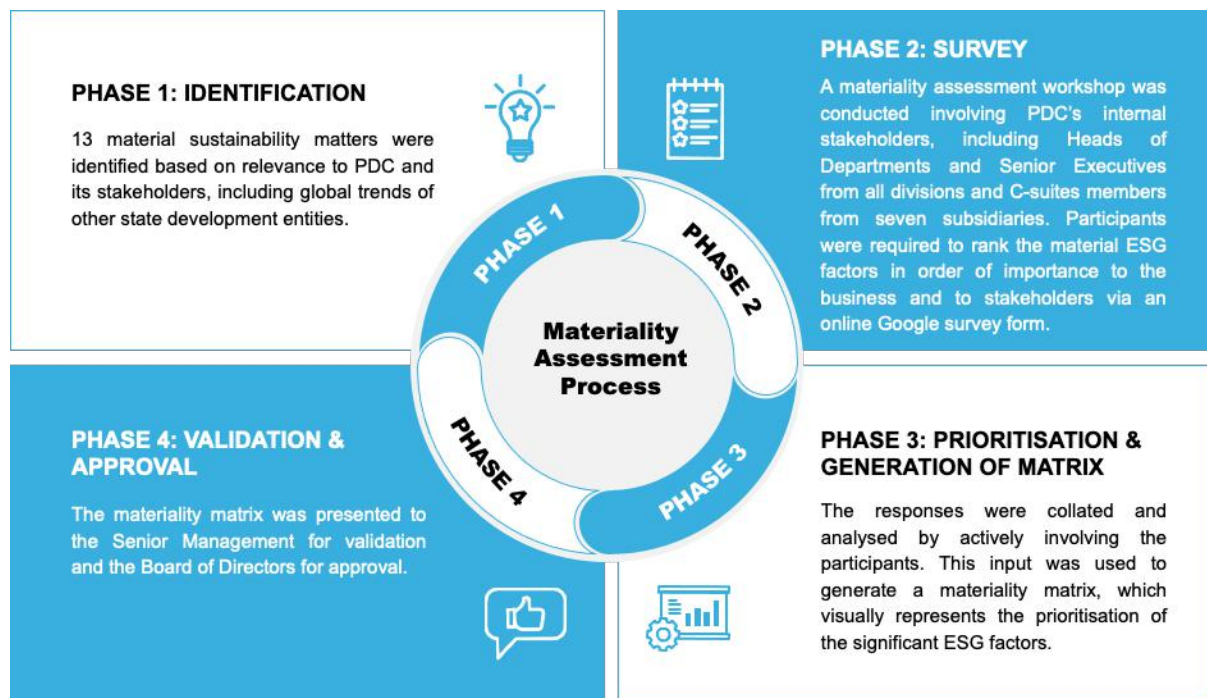 PHASE 1: IDENTIFICATION
13 material sustainability matters were
identified based on relevance to PDC and
its stakeholders, including global trends of
other state development entities.
PHASE 2: SURVEY
A materiality assessment workshop was
conducted involving PDC's internal
stakeholders, including Heads of
Departments and Senior Executives
from all divisions and C-suites members
from seven subsidiaries. Participants
were required to rank the material ESG
factors in order of importance to the
business and to stakeholders via an
online Google survey form.
PHASE 1
PHASE 2
Materiality
Assessment
Process
PHASE 4
PHASE 3
PHASE 4: VALIDATION &
APPROVAL
The materiality matrix was presented to
the Senior Management for validation
and the Board of Directors for approval.
PHASE 3: PRIORITISATION &
GENERATION OF MATRIX
The responses were collated and
analysed by actively involving the
participants. This input was used to
generate a materiality matrix, which
visually represents the prioritisation of
the significant ESG factors.